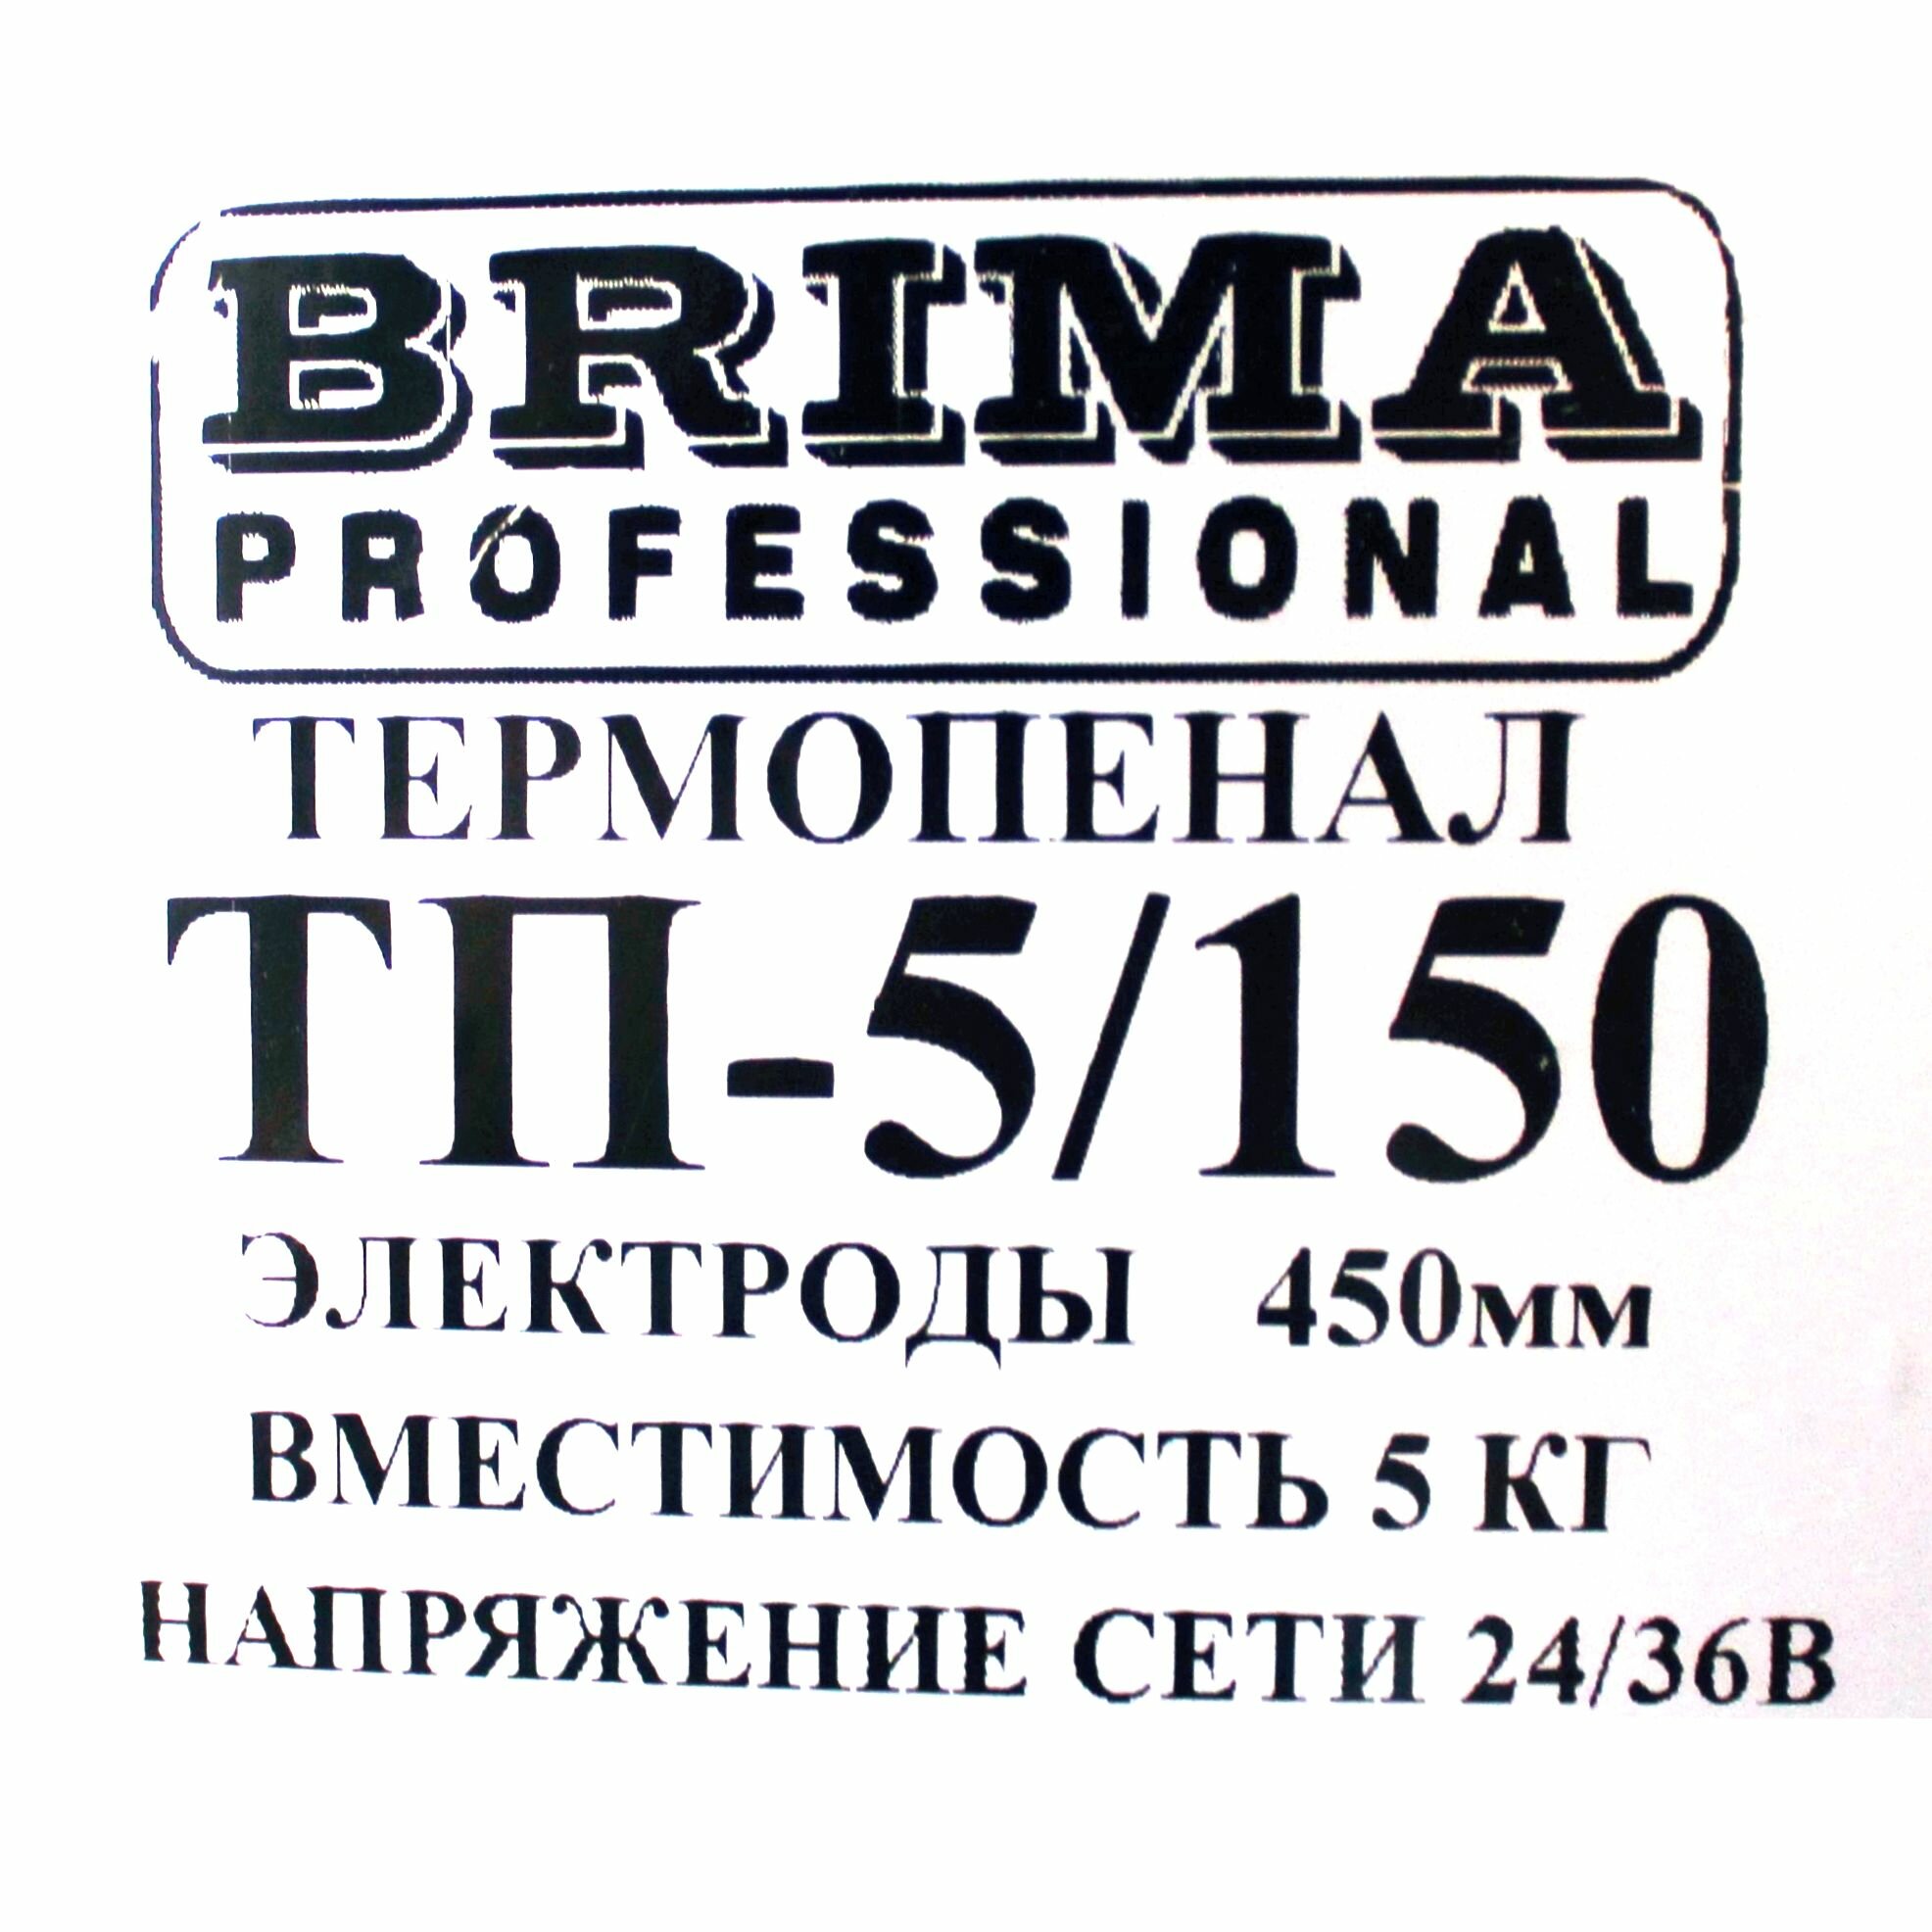 BRIMA
PROFESSIONAL
ТЕРМОПЕНАЛ
ТП-5/150
ЭЛЕКТРОДЫ 450мм
ВМЕСТИМОСТЬ 5 КГ
НАПРЯЖЕНИЕ СЕТИ 24/36В